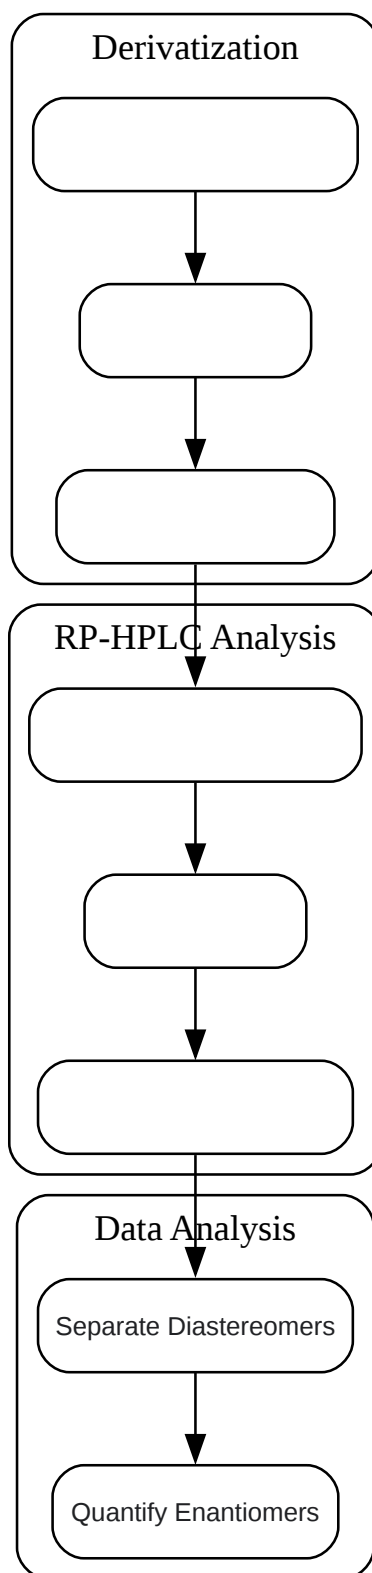 Derivatization
RP-HPLC Analysis
Data Analysis
Separate Diastereomers
Quantify Enantiomers